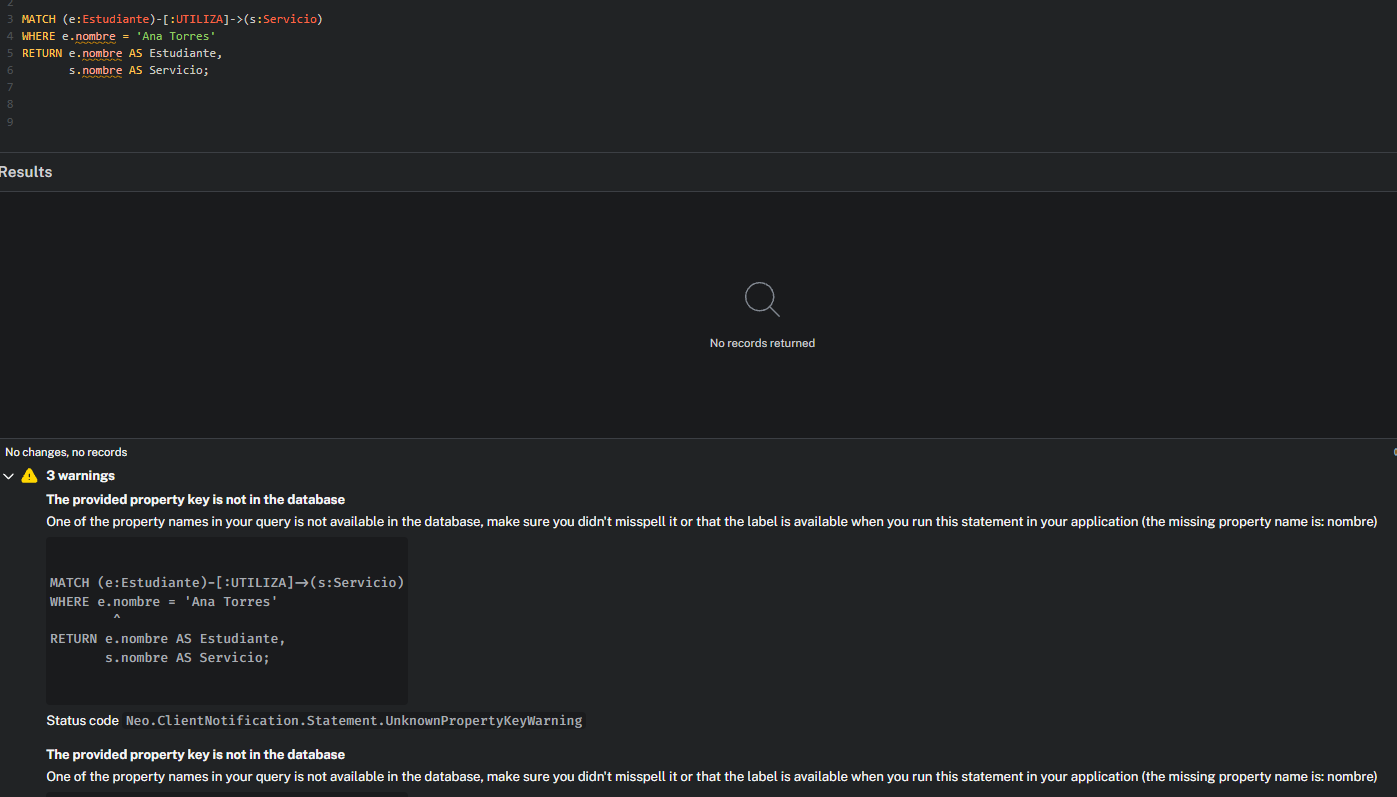 2
3 MATCH (e:Estudiante)-[:UTILIZA]->(s:Servicio)
4 WHERE e.nombre = 'Ana Torres'
5 RETURN e.nombre AS Estudiante,
6 s.nombre AS Servicio;
7
8
9
Results
No records returned
No changes, no records
3 warnings
The provided property key is not in the database
One of the property names in your query is not available in the database, make sure you didn't misspell it or that the label is available when you run this statement in your application (the missing property name is: nombre)
MATCH (e:Estudiante)-[:UTILIZA]->(s:Servicio)
WHERE e.nombre = 'Ana Torres'
^
RETURN e.nombre AS Estudiante,
s.nombre AS Servicio;
Status code Neo.ClientNotification.Statement.UnknownPropertyKeyWarning
The provided property key is not in the database
One of the property names in your query is not available in the database, make sure you didn't misspell it or that the label is available when you run this statement in your application (the missing property name is: nombre)